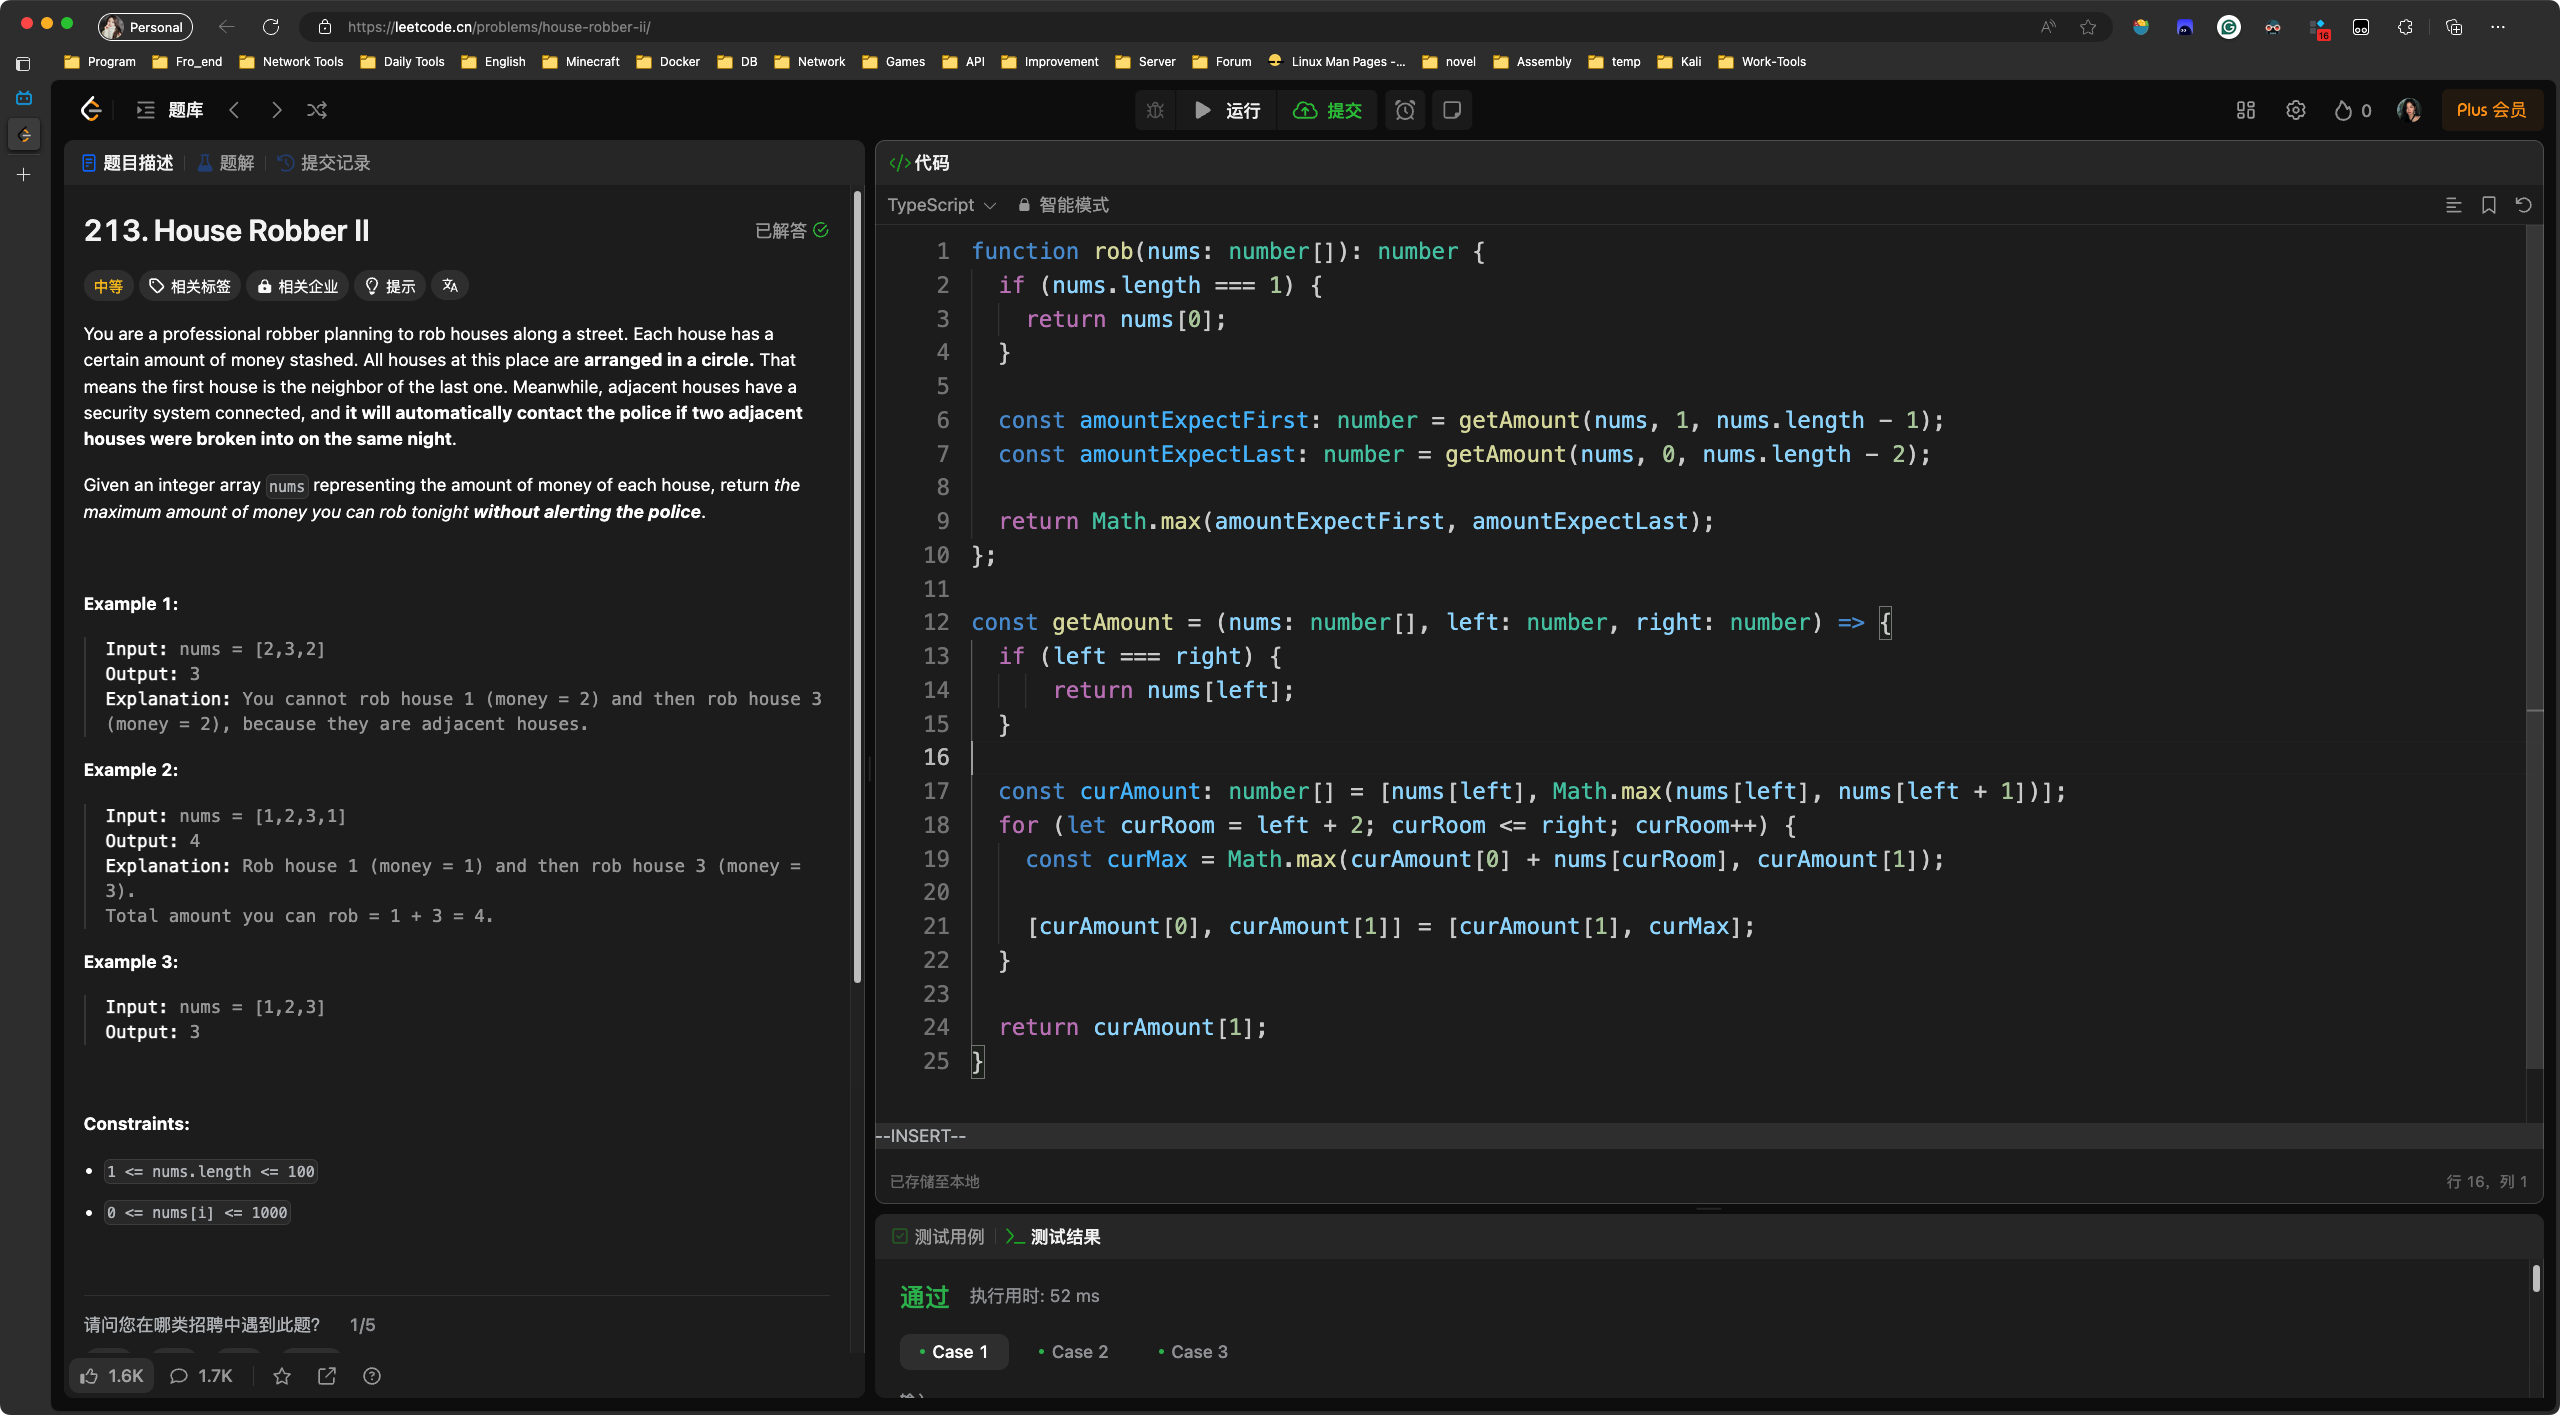 Personal
https://leetcode.cn/problems/house-robber-ii/
16
Program
Fro_end
Network Tools
Daily Tools
English
Minecraft
Docker
DB
Network
Games
API
Improvement
Server
Forum
Linux Man Pages -...
novel
Assembly
temp
Kali
Work-Tools
题库
运行
提交
0
Plus 会员
题目描述
题解
提交记录
213. House Robber II
已解答
中等
相关标签
相关企业
提示
You are a professional robber planning to rob houses along a street. Each house has a
certain amount of money stashed. All houses at this place are arranged in a circle. That
means the first house is the neighbor of the last one. Meanwhile, adjacent houses have a
security system connected, and it will automatically contact the police if two adjacent
houses were broken into on the same night.
Given an integer array nums representing the amount of money of each house, return the
maximum amount of money you can rob tonight without alerting the police.
Example 1:
Input: nums = [2,3,2]
Output: 3
Explanation: You cannot rob house 1 (money = 2) and then rob house 3
(money = 2), because they are adjacent houses.
Example 2:
Input: nums = [1,2,3,1]
Output: 4
Explanation: Rob house 1 (money = 1) and then rob house 3 (money =
3).
Total amount you can rob = 1 + 3 = 4.
Example 3:
Input: nums = [1,2,3]
Output: 3
Constraints:
• 1 <= nums.length <= 100
• 0 <= nums[i] <= 1000
请问您在哪类招聘中遇到此题? 1/5
1.6K
1.7K
</>代码
TypeScript
智能模式
1 function rob(nums: number[]): number {
2 if (nums.length === 1) {
3 return nums[0];
4 }
5
6 const amountExpectFirst: number = getAmount(nums, 1, nums.length - 1);
7 const amountExpectLast: number = getAmount(nums, 0, nums.length - 2);
8
9 return Math.max(amountExpectFirst, amountExpectLast);
10 };
11
12 const getAmount = (nums: number[], left: number, right: number) => {
13 if (left === right) {
14 return nums[left];
15 }
16
17 const curAmount: number[] = [nums[left], Math.max(nums[left], nums[left + 1])];
18 for (let curRoom = left + 2; curRoom <= right; curRoom++) {
19 const curMax = Math.max(curAmount[0] + nums[curRoom], curAmount[1]);
20
21 [curAmount[0], curAmount[1]] = [curAmount[1], curMax];
22 }
23
24 return curAmount[1];
25 }
--INSERT--
已存储至本地
行 16, 列 1
测试用例
测试结果
通过 执行用时: 52 ms
• Case 1
• Case 2
• Case 3